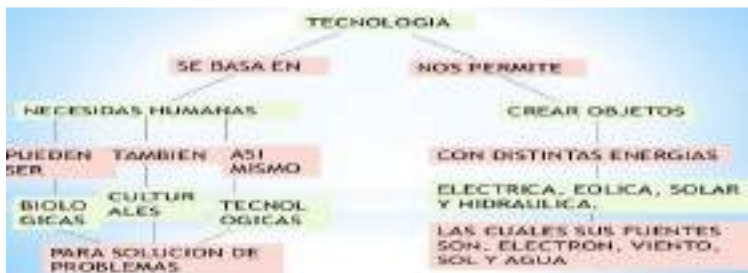 TECNOLOGIA
SE BASA EN
NOS PERMITE
NECESIDAS HUMANAS
CREAR OBJETOS
PUEDEN SER
TAMBIEN
ASI MISMO
CON DISTINTAS ENERGIAS
BIOLO GICAS
CULTUR ALES
TECNOL OGICAS
ELECTRICA, EOLICA, SOLAR
Y HIDRAULICA.
PARA SOLUCION DE
PROBLEMAS
LAS CUALES SUS FUENTES
SON. ELECTRON, VIENTO,
SOL Y AGUA